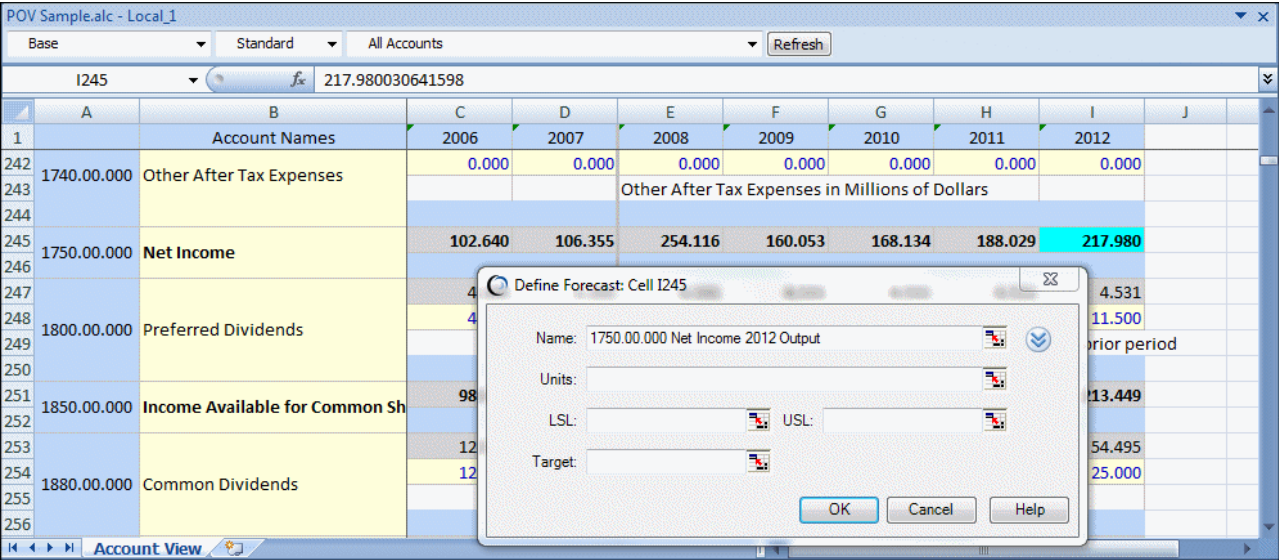 POV Sample.alc - Local_1
Base Standard All Accounts Refresh
I245 fx 217.980030641598
A B C D E F G H I J
1 Account Names 2006 2007 2008 2009 2010 2011 2012
242 0.000 0.000 0.000 0.000 0.000 0.000 0.000
1740.00.000 Other After Tax Expenses
243 Other After Tax Expenses in Millions of Dollars
244
245 102.640 106.355 254.116 160.053 168.134 188.029 217.980
1750.00.000 Net Income
246
Define Forecast: Cell I245
247 4 4.531
248 4 11.500
1800.00.000 Preferred Dividends
Name: 1750.00.000 Net Income 2012 Output
249 prior period
250
Units:
251 98 213.449
1850.00.000 Income Available for Common Sh
252
LSL: USL:
253 12 54.495
Target:
254 12 25.000
1880.00.000 Common Dividends
255
OK Cancel Help
256
Account View